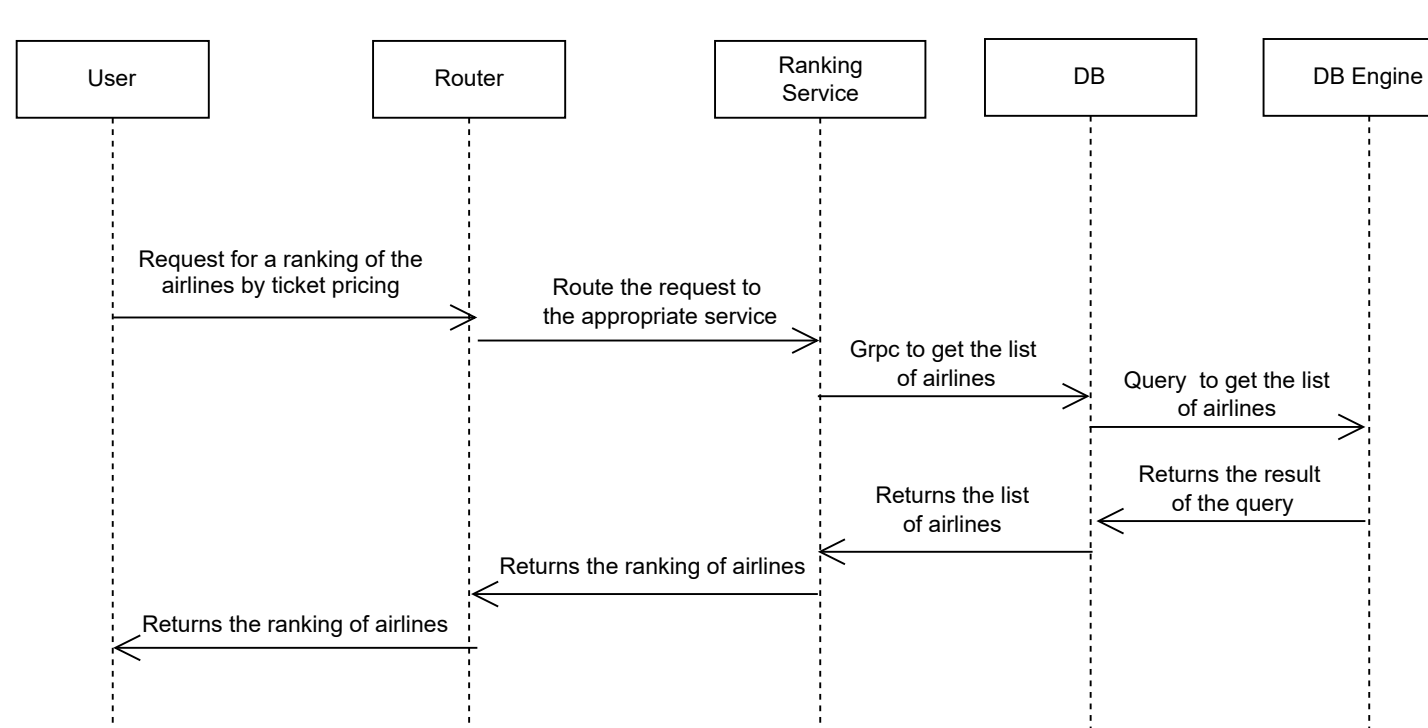 User
Router
Ranking
Service
DB
DB Engine
Request for a ranking of the
airlines by ticket pricing
Route the request to
the appropriate service
Grpc to get the list
of airlines
Query  to get the list
of airlines
Returns the result
of the query
Returns the list
of airlines
Returns the ranking of airlines
Returns the ranking of airlines